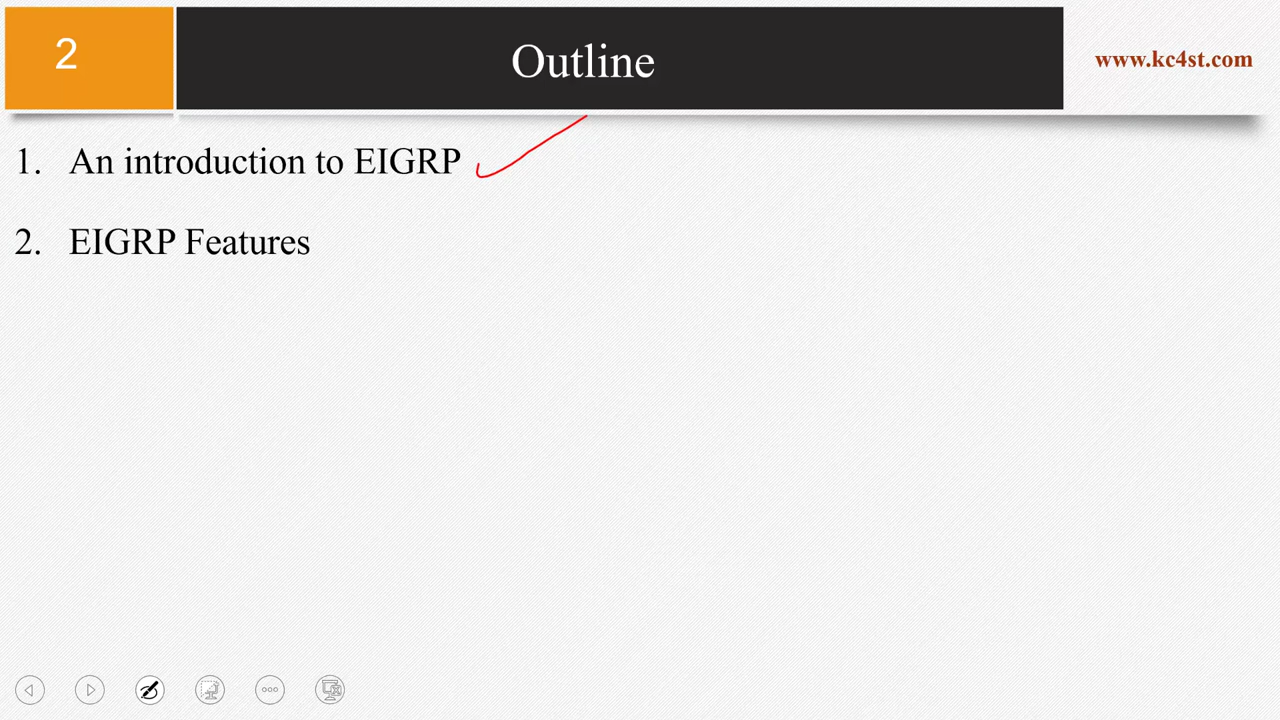 2
Outline
www.kc4st.com
1. An introduction to EIGRP
2. EIGRP Features